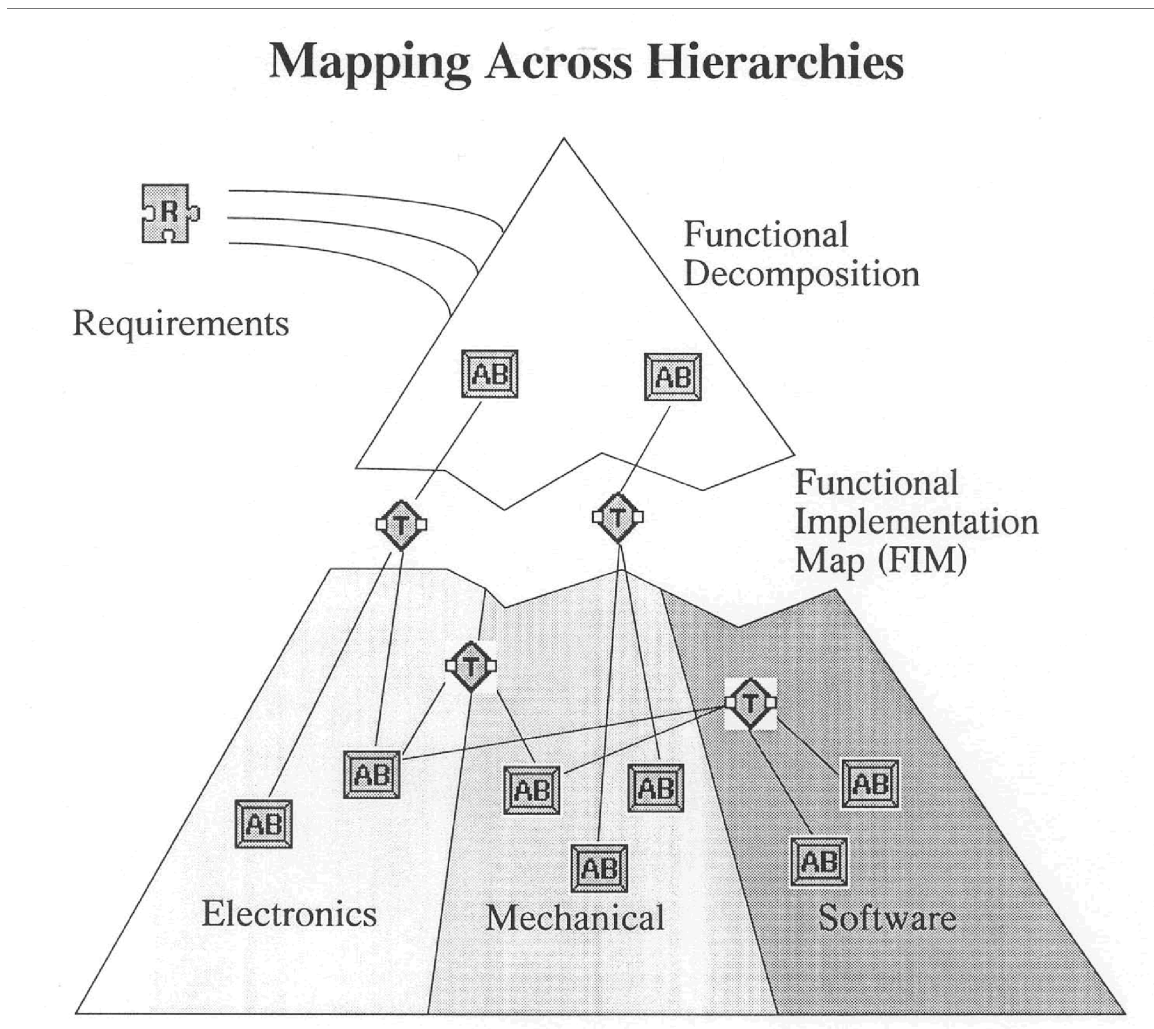 Mapping Across Hierarchies
R
Requirements
Functional
Decomposition
AB
AB
Functional
Implementation
Map (FIM)
T
T
T
T
AB
AB
AB
AB
AB
AB
AB
Electronics
Mechanical
Software